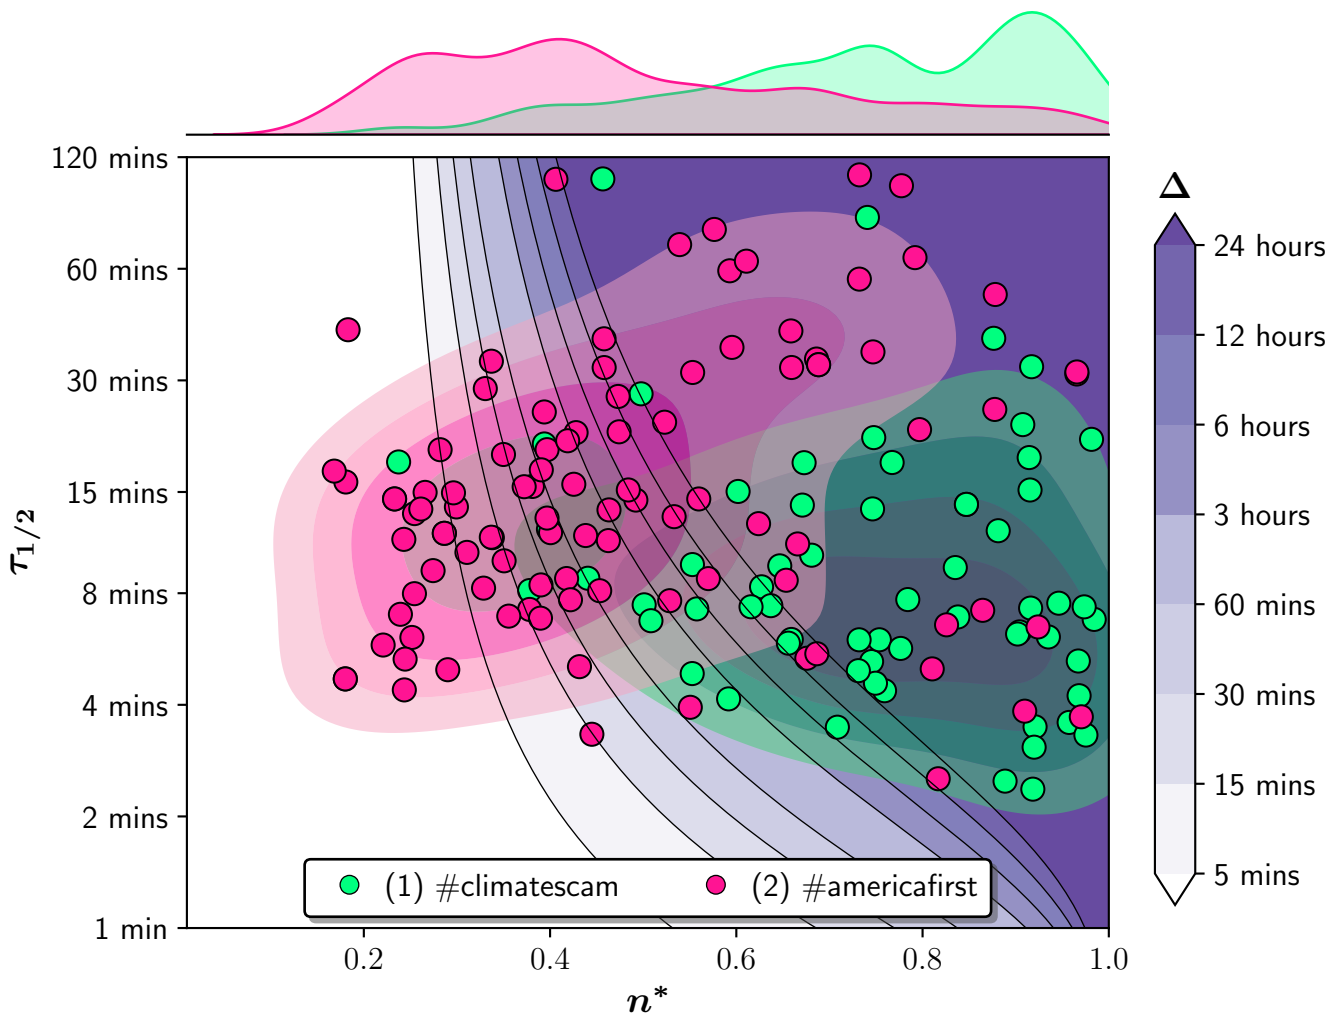 120 mins
60 mins
30 mins
15 mins
8 mins
4 mins
2 mins
1 min
τ1/2
0.2 0.4 0.6 0.8 1.0
n*
(1) #climatescam (2) #americafirst
Δ
24 hours
12 hours
6 hours
3 hours
60 mins
30 mins
15 mins
5 mins